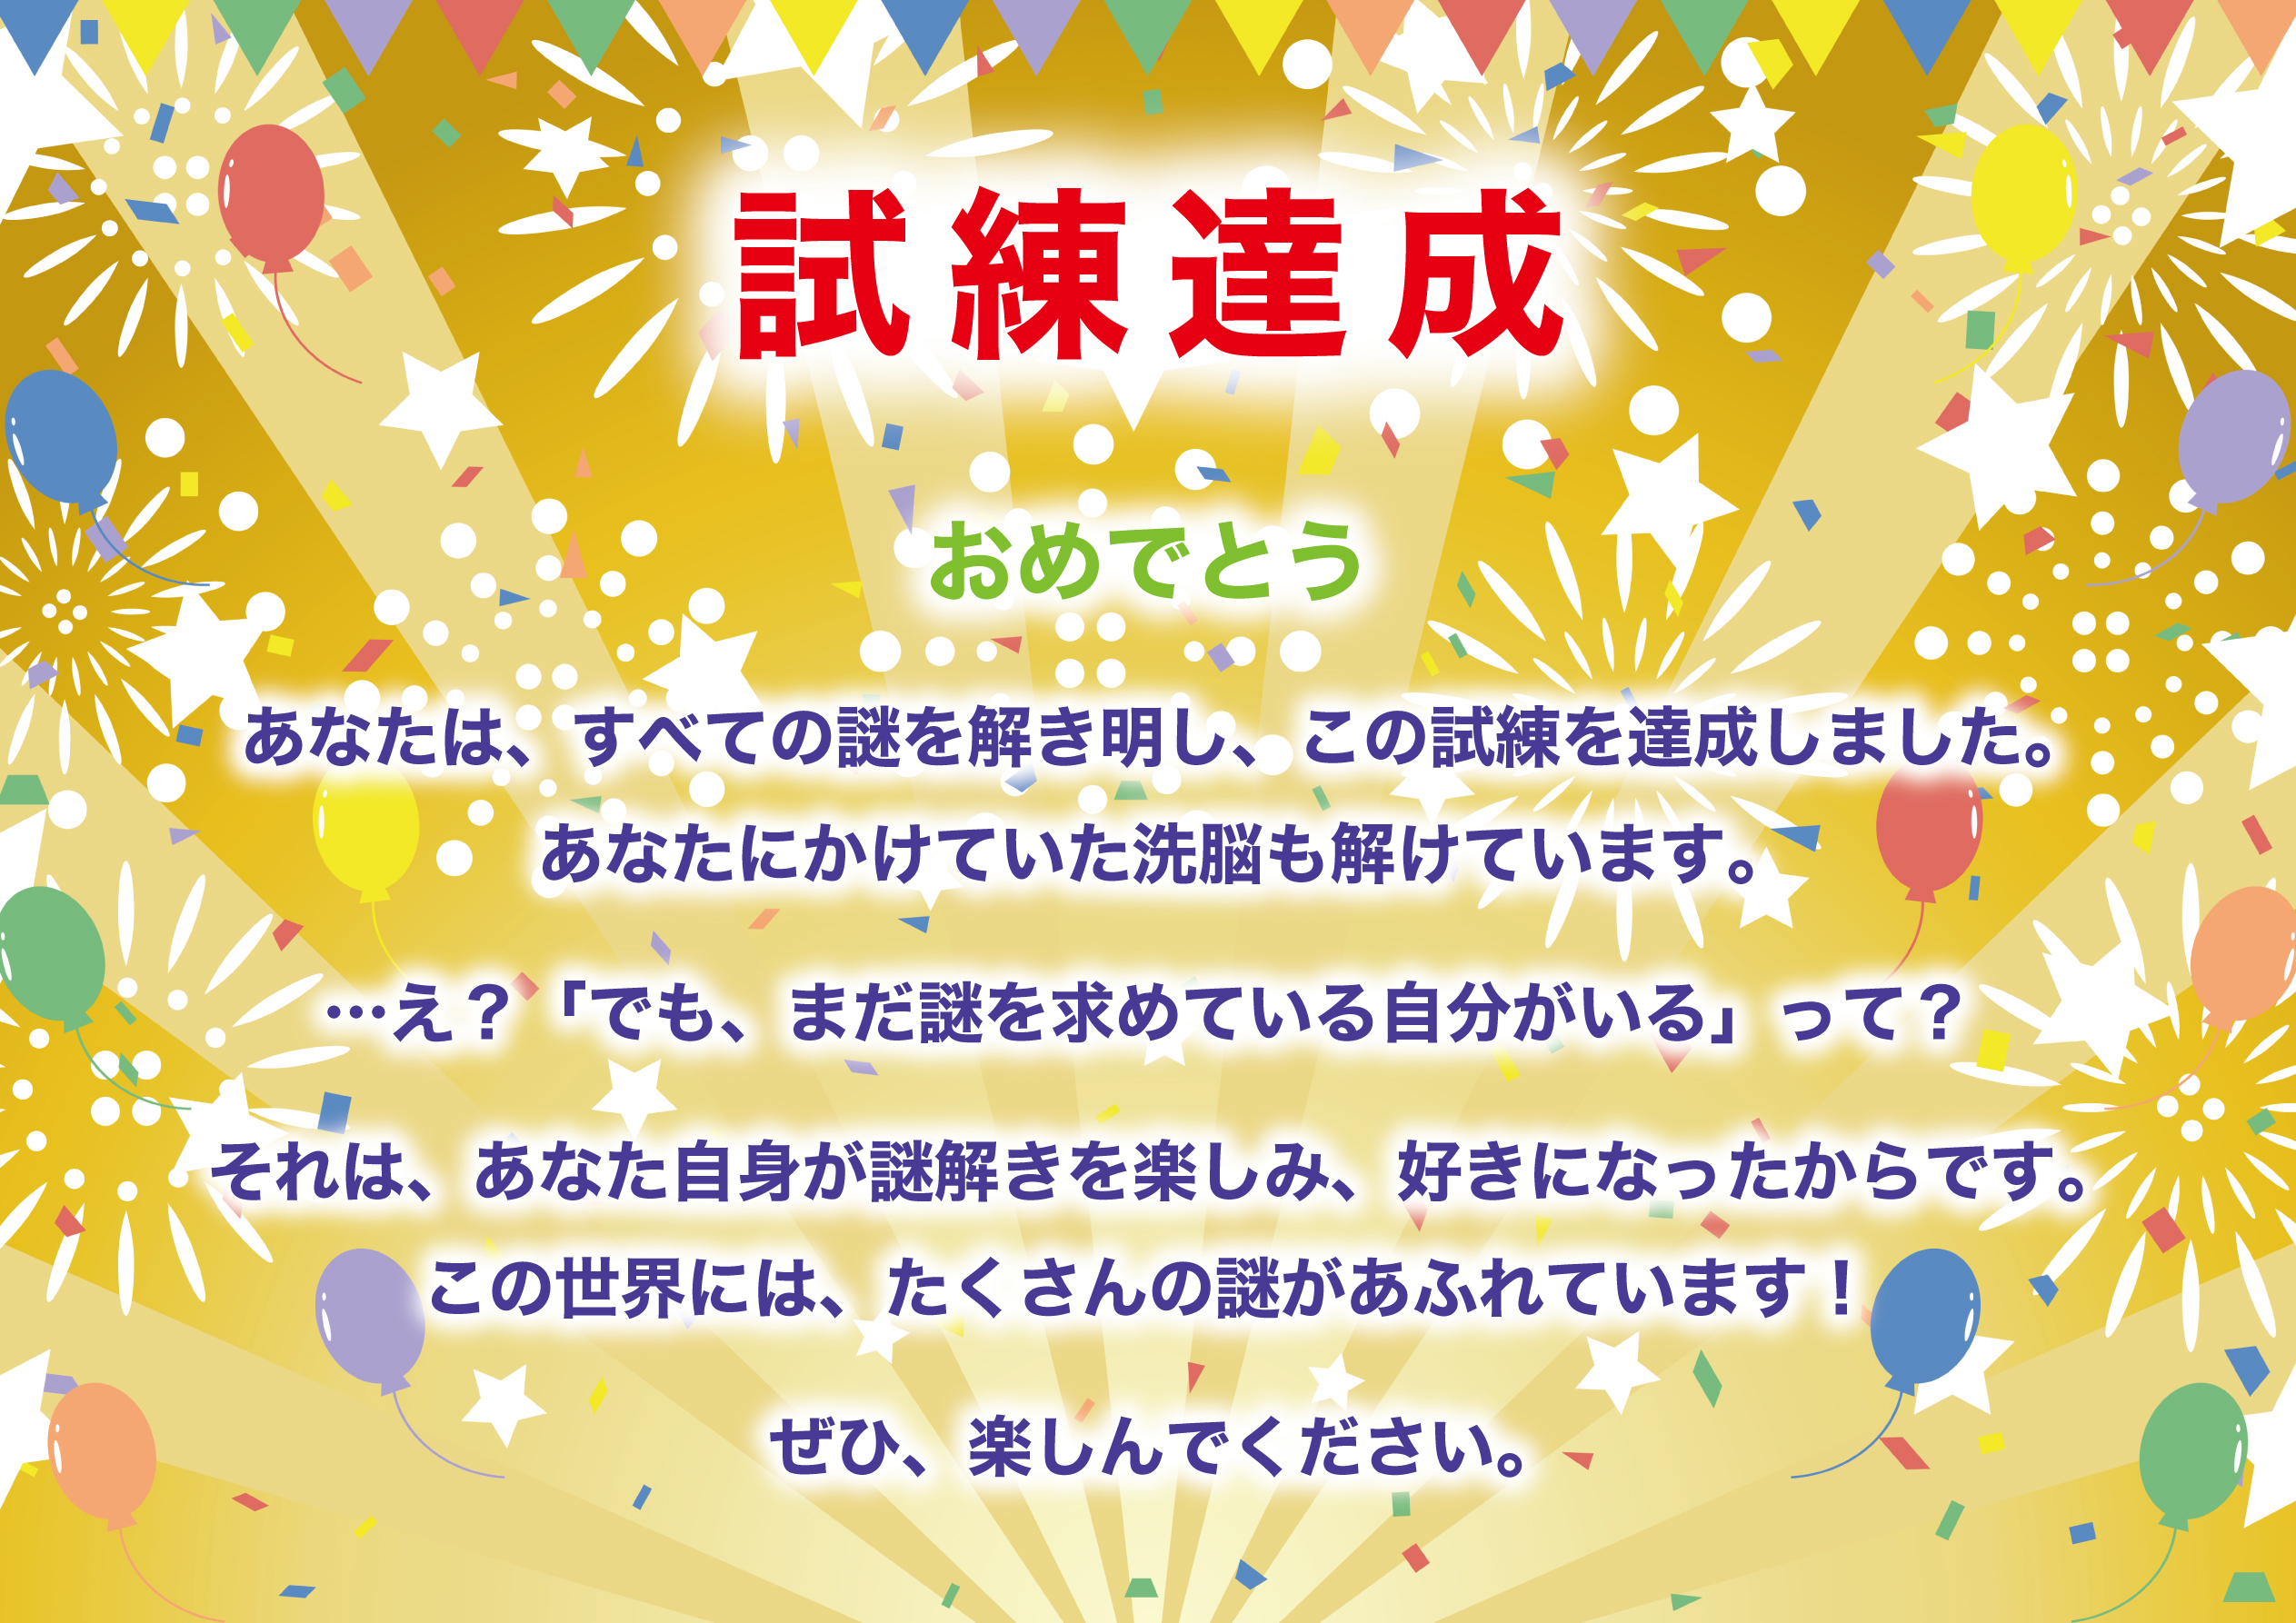 試練達成
おめでとう
あなたは、すべての謎を解き明し、この試練を達成しました。
あなたにかけていた洗脳も解けています。
…え？「でも、まだ謎を求めている自分がいる」って？
それは、あなた自身が謎解きを楽しみ、好きになったからです。
この世界には、たくさんの謎があふれています！
ぜひ、楽しんでください。